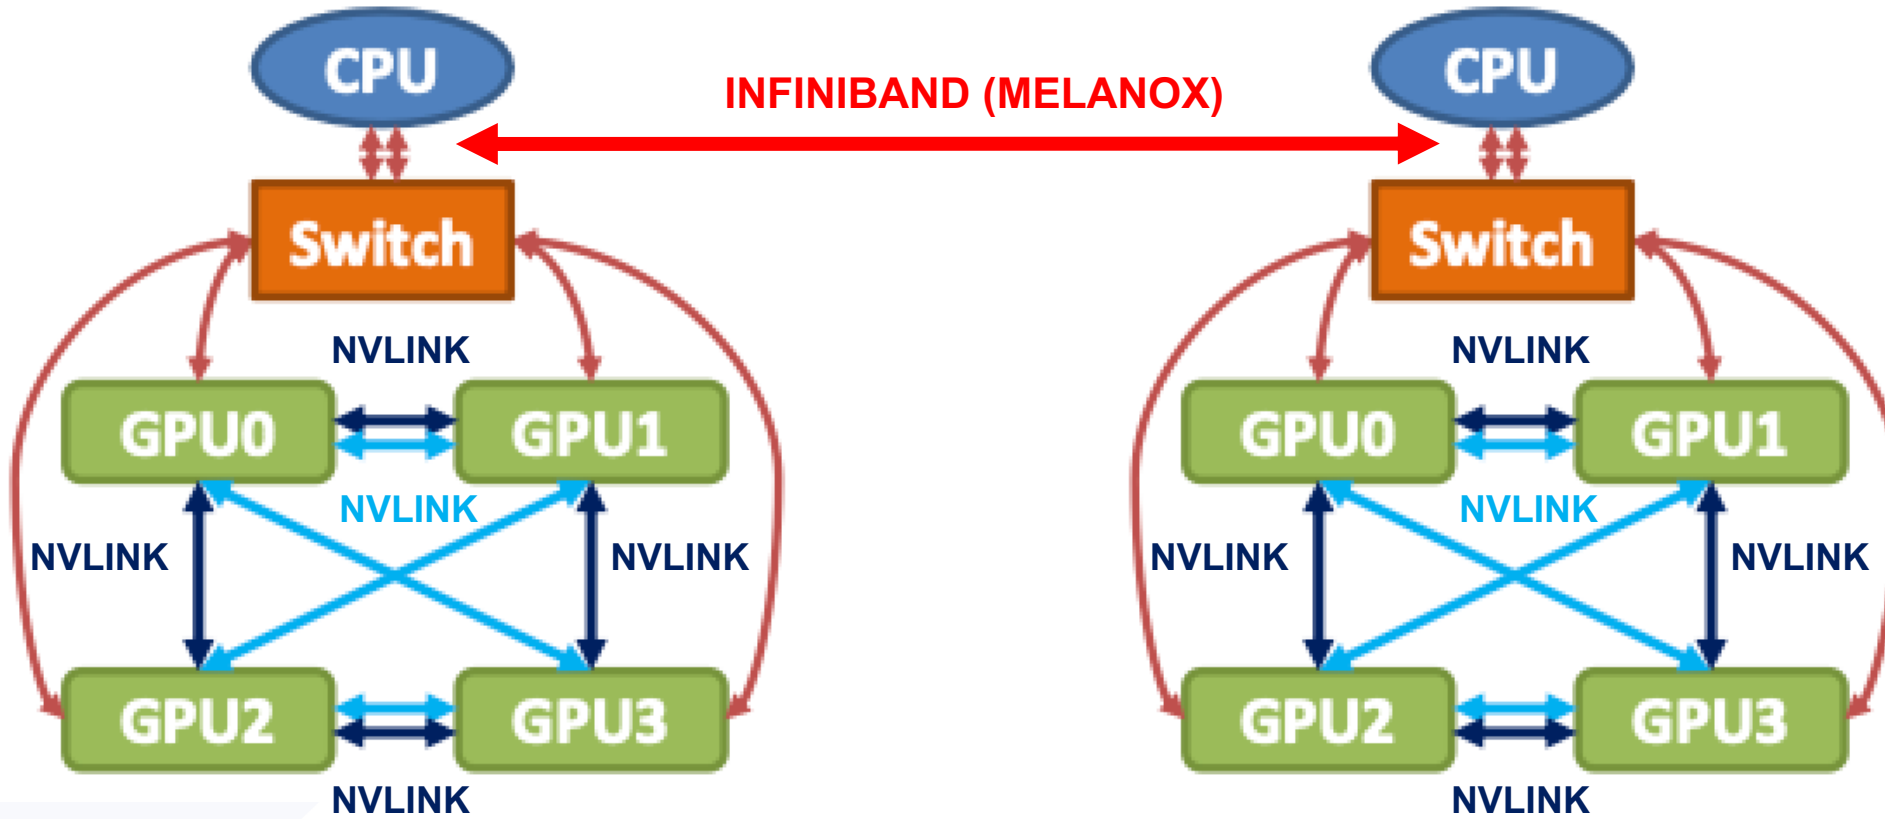 CPU
INFINIBAND (MELANOX)
CPU
Switch
Switch
NVLINK
NVLINK
GPU0
GPU1
GPU0
GPU1
NVLINK
NVLINK
NVLINK
NVLINK
NVLINK
NVLINK
GPU2
GPU3
GPU2
GPU3
NVLINK
NVLINK